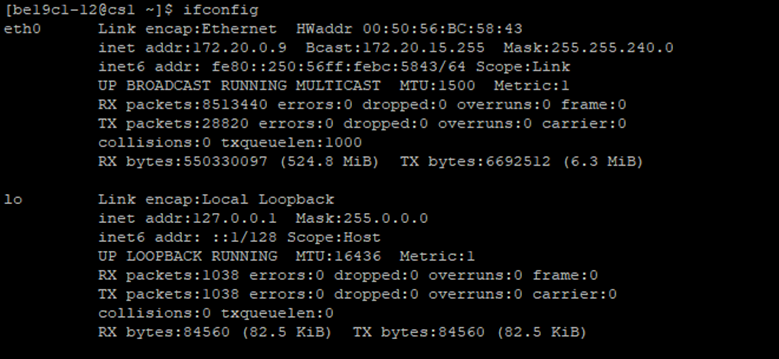 [be19cl-12@csl ~]$ ifconfig
eth0      Link encap:Ethernet  HWaddr 00:50:56:BC:58:43
          inet addr:172.20.0.9  Bcast:172.20.15.255  Mask:255.255.240.0
          inet6 addr: fe80::250:56ff:febc:5843/64 Scope:Link
          UP BROADCAST RUNNING MULTICAST  MTU:1500  Metric:1
          RX packets:8513440 errors:0 dropped:0 overruns:0 frame:0
          TX packets:28820 errors:0 dropped:0 overruns:0 carrier:0
          collisions:0 txqueuelen:1000
          RX bytes:550330097 (524.8 MiB)  TX bytes:6692512 (6.3 MiB)

lo        Link encap:Local Loopback
          inet addr:127.0.0.1  Mask:255.0.0.0
          inet6 addr: ::1/128 Scope:Host
          UP LOOPBACK RUNNING  MTU:16436  Metric:1
          RX packets:1038 errors:0 dropped:0 overruns:0 frame:0
          TX packets:1038 errors:0 dropped:0 overruns:0 carrier:0
          collisions:0 txqueuelen:0
          RX bytes:84560 (82.5 KiB)  TX bytes:84560 (82.5 KiB)